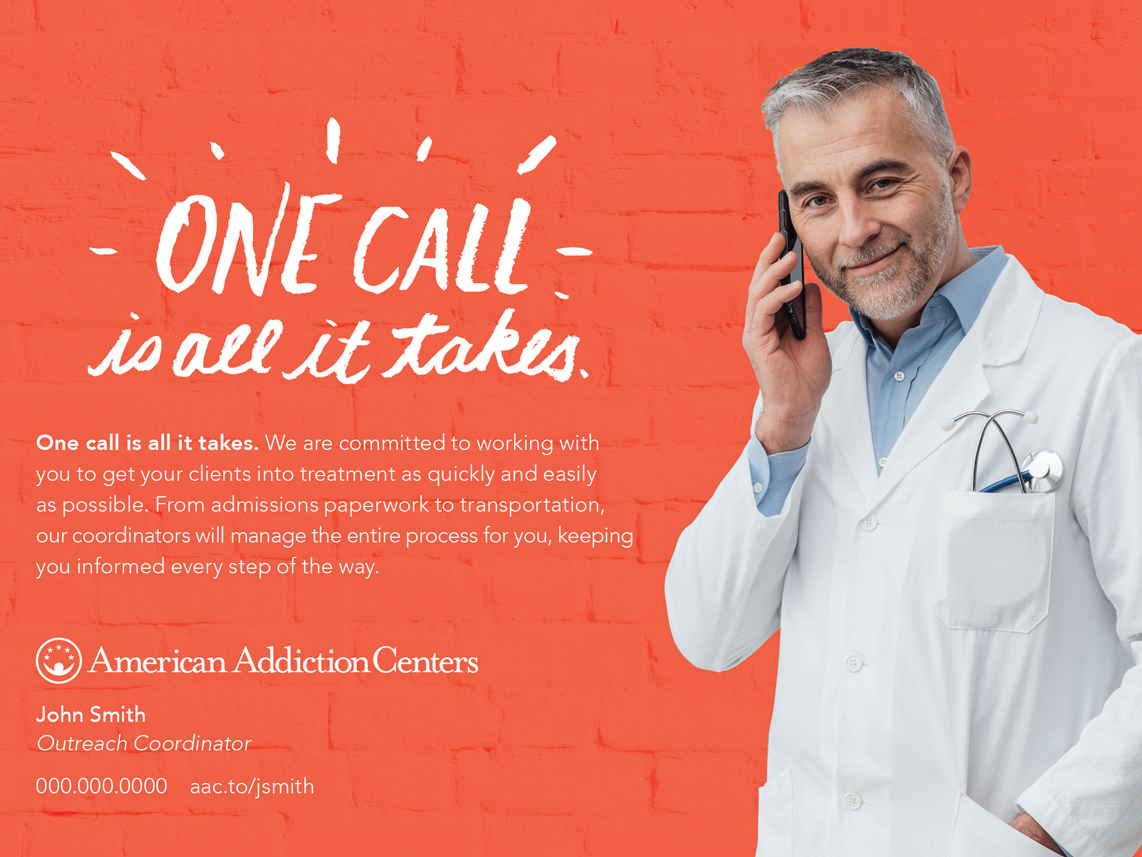 ONE CALL
is all it takes.
One call is all it takes. We are committed to working with
you to get your clients into treatment as quickly and easily
as possible. From admissions paperwork to transportation,
our coordinators will manage the entire process for you, keeping
you informed every step of the way.
American Addiction Centers
John Smith
Outreach Coordinator
000.000.0000 aac.to/jsmith